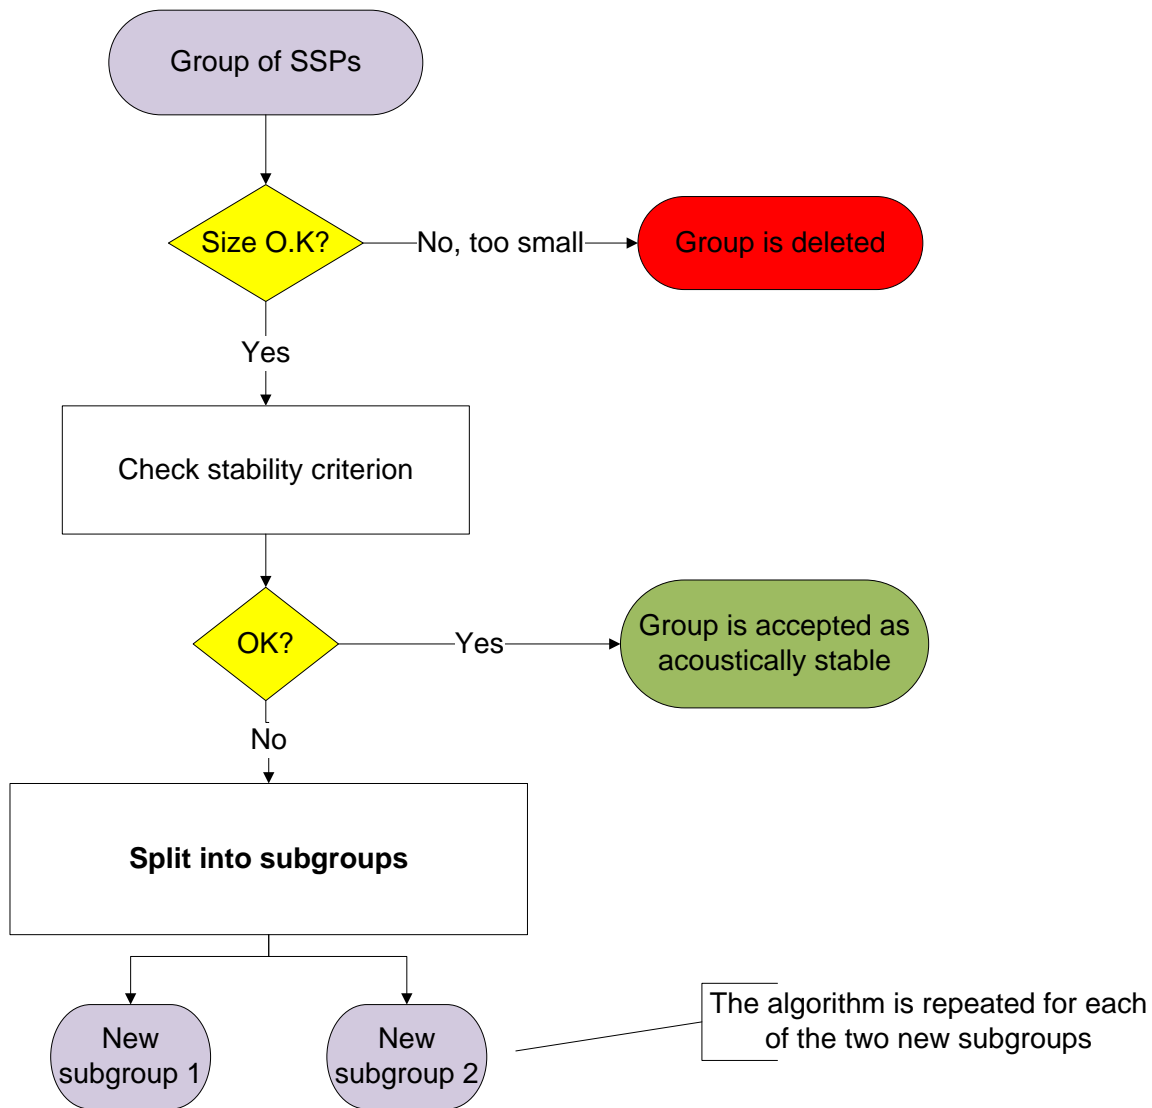 Group of SSPs
Size O.K?
No, too small
Group is deleted
Yes
Check stability criterion
OK?
Yes
Group is accepted as
acoustically stable
No
Split into subgroups
New
subgroup 1
New
subgroup 2
The algorithm is repeated for each
of the two new subgroups